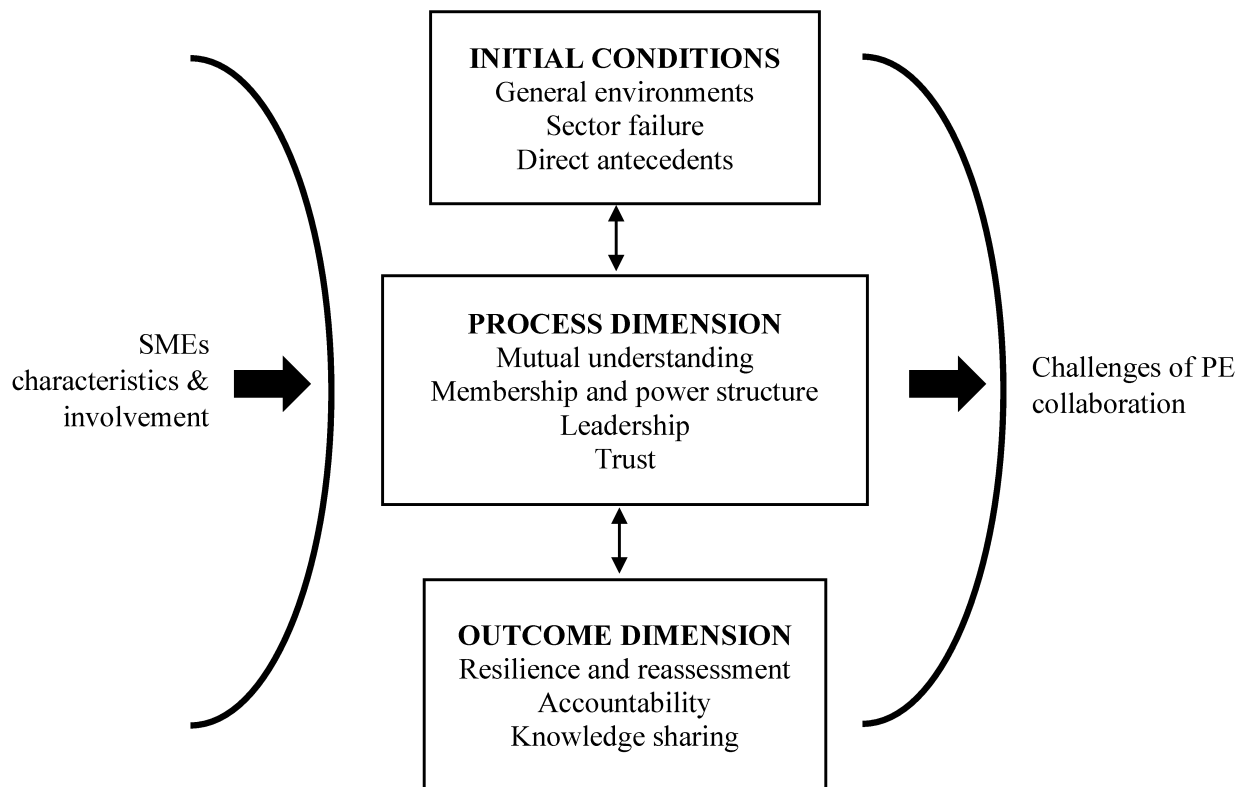 INITIAL CONDITIONS
General environments
Sector failure
Direct antecedents
SMEs
characteristics &
involvement
PROCESS DIMENSION
Mutual understanding
Membership and power structure
Leadership
Trust
Challenges of PE
collaboration
OUTCOME DIMENSION
Resilience and reassessment
Accountability
Knowledge sharing